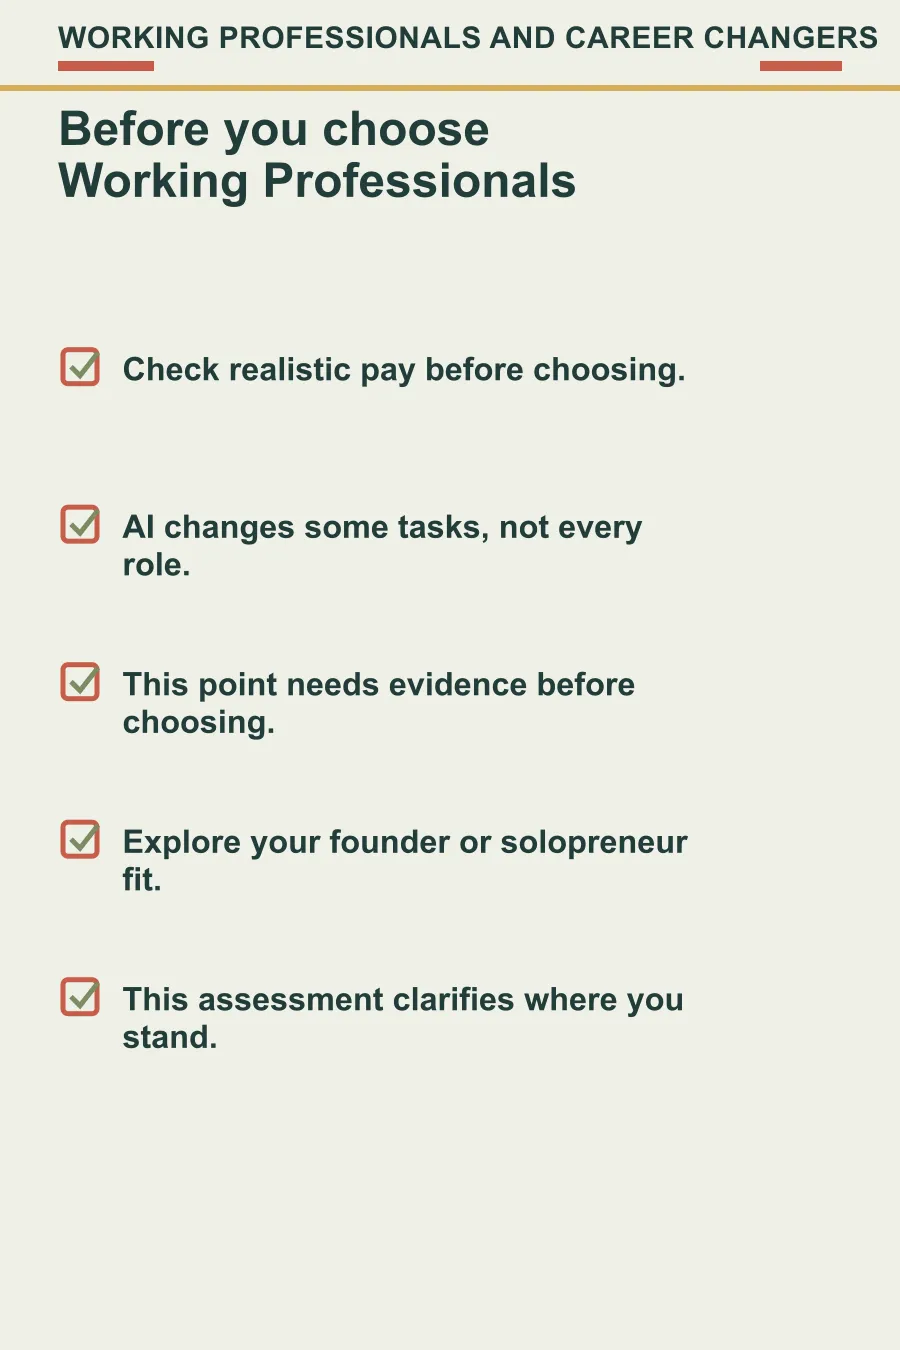 WORKING PROFESSIONALS AND CAREER CHANGERS
Before you choose
Working Professionals
Check realistic pay before choosing.
AI changes some tasks, not every
role.
This point needs evidence before
choosing.
Explore your founder or solopreneur
fit.
This assessment clarifies where you
stand.